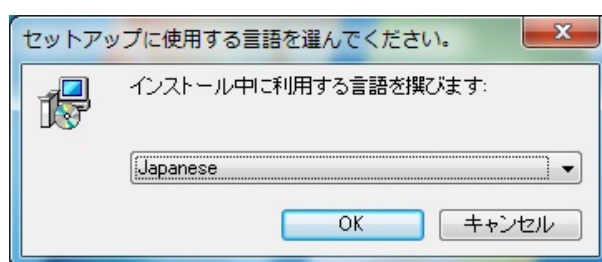 セットアップに使用する言語を選んでください。
インストール中に利用する言語を撰びます:
Japanese
OK
キャンセル